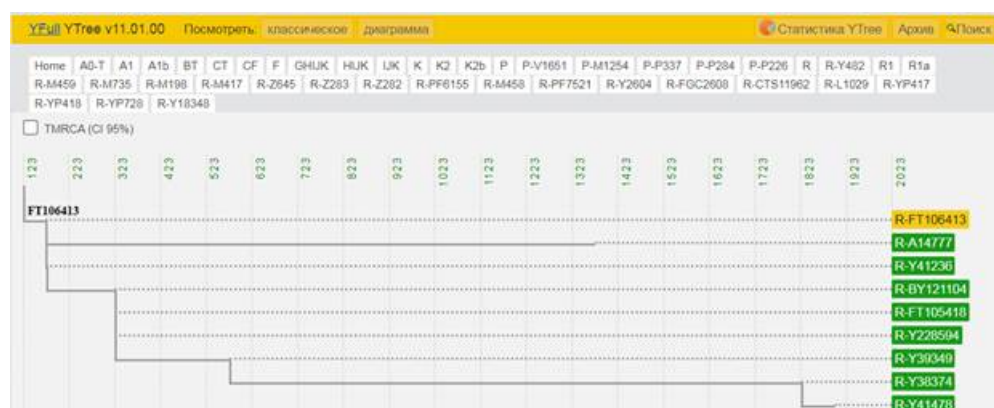 YFull YTree v11.01.00 Посмотреть: классическое диаграмма Статистика YTree Архив Поиск
Home A0-T A1 A1b BT CT CF F GHIJK HIJK IJK K K2 K2b P P-V1651 P-M1254 P-P337 P-P284 P-P226 R R-Y482 R1 R1a
R-M459 R-M735 R-M198 R-M417 R-Z645 R-Z283 R-Z282 R-PF6155 R-M458 R-PF7521 R-Y2604 R-FGC2608 R-CTS11962 R-L1029 R-YP417
R-YP418 R-YP728 R-Y18348
TMRCA (CI 95%)
123 223 323 423 523 623 723 823 923 1023 1123 1223 1323 1423 1523 1623 1723 1823 1923 2023
FT106413
R-FT106413
R-A14777
R-Y41236
R-BY121104
R-FT105418
R-Y228594
R-Y39349
R-Y38374
R-Y41478